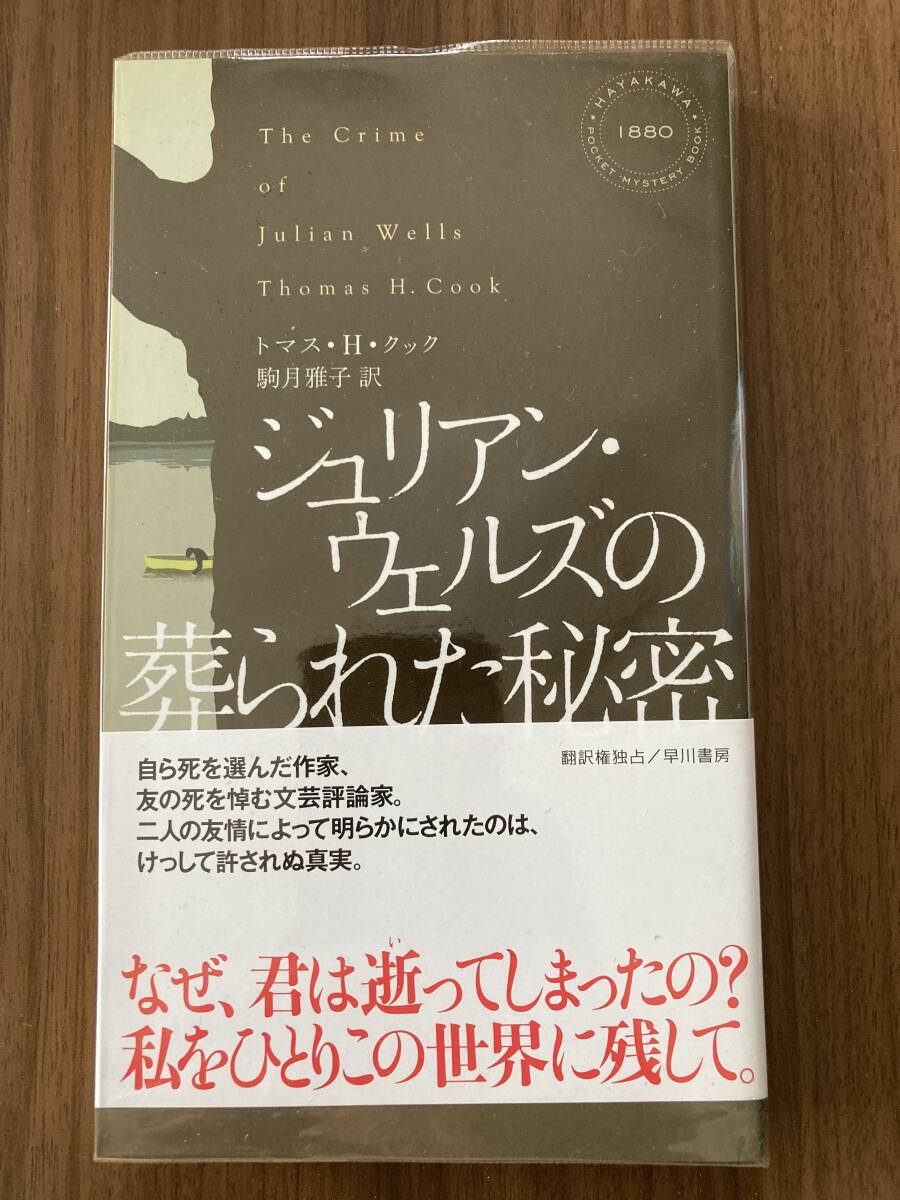 The Crime
of
Julian Wells
Thomas H. Cook
HAYAKAWA
1880
POCKET MYSTERY BOOK
トマス・H・クック
駒月雅子 訳
ジュリアン・
ウェルズの
葬られた秘密
翻訳権独占/早川書房
自ら死を選んだ作家、
友の死を悼む文芸評論家。
二人の友情によって明らかにされたのは、
けっして許されぬ真実。
い
なぜ、君は逝ってしまったの?
私をひとりこの世界に残して。